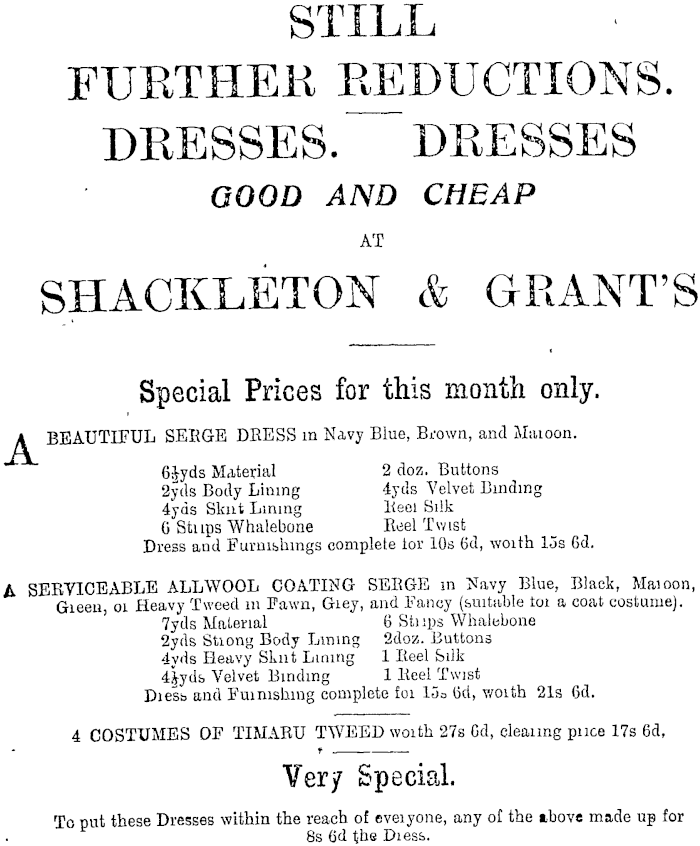 STILL
FURTHER REDUCTIONS.
DRESSES. DRESSES
GOOD AND CHEAP
AT
SHACKLETON & GRANT'S
Special Prices for this month only.
A BEAUTIFUL SERGE DRESS in Navy Blue, Brown, and Maroon.
6½yds Material 2 doz. Buttons
2yds Body Lining 4yds Velvet Binding
4yds Skirt Lining Reel Silk
6 Strips Whalebone Reel Twist
Dress and Furnishings complete for 10s 6d, worth 15s 6d.
A SERVICEABLE ALLWOOL COATING SERGE in Navy Blue, Black, Maroon,
Green, or Heavy Tweed in Fawn, Grey, and Fancy (suitable for a coat costume).
7yds Material 6 Strips Whalebone
2yds Strong Body Lining 2doz. Buttons
4yds Heavy Skirt Lining 1 Reel Silk
4½yds Velvet Binding 1 Reel Twist
Dress and Furnishing complete for 15s 6d, worth 21s 6d.
4 COSTUMES OF TIMARU TWEED worth 27s 6d, clearing price 17s 6d,
Very Special.
To put these Dresses within the reach of everyone, any of the above made up for
8s 6d the Dress.